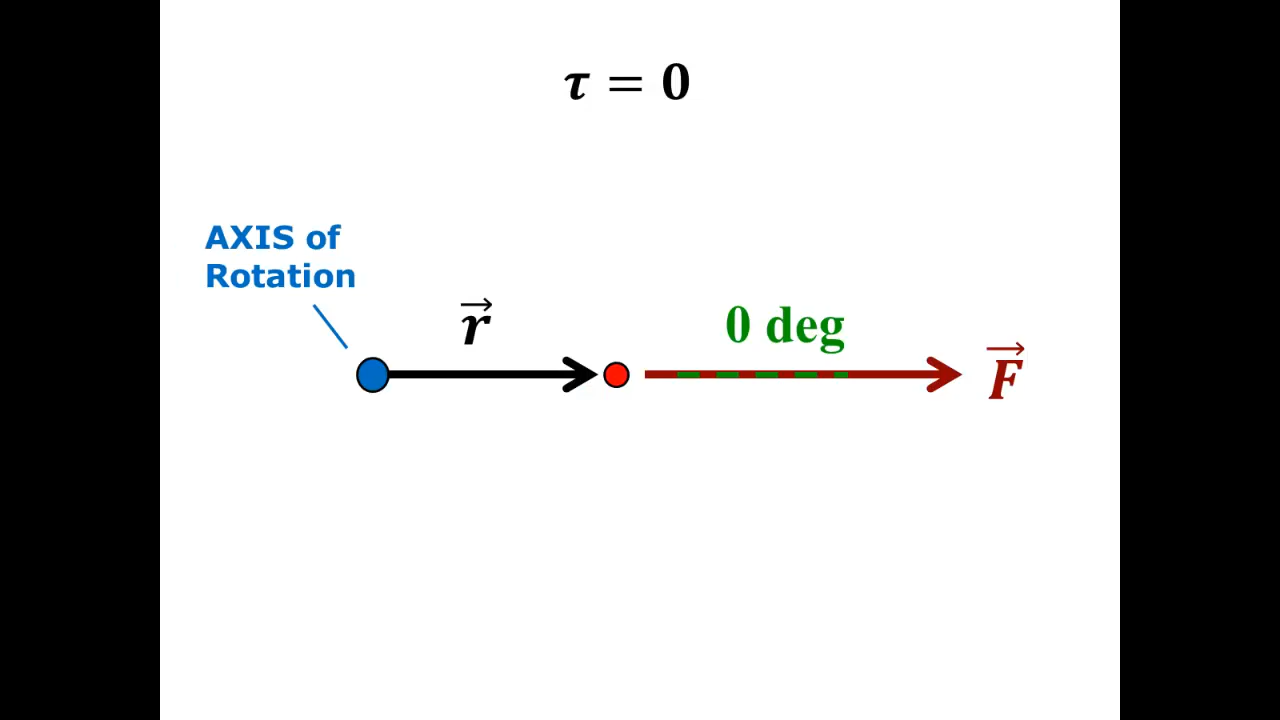 τ = 0
AXIS of
Rotation
r⃗
0 deg
F⃗